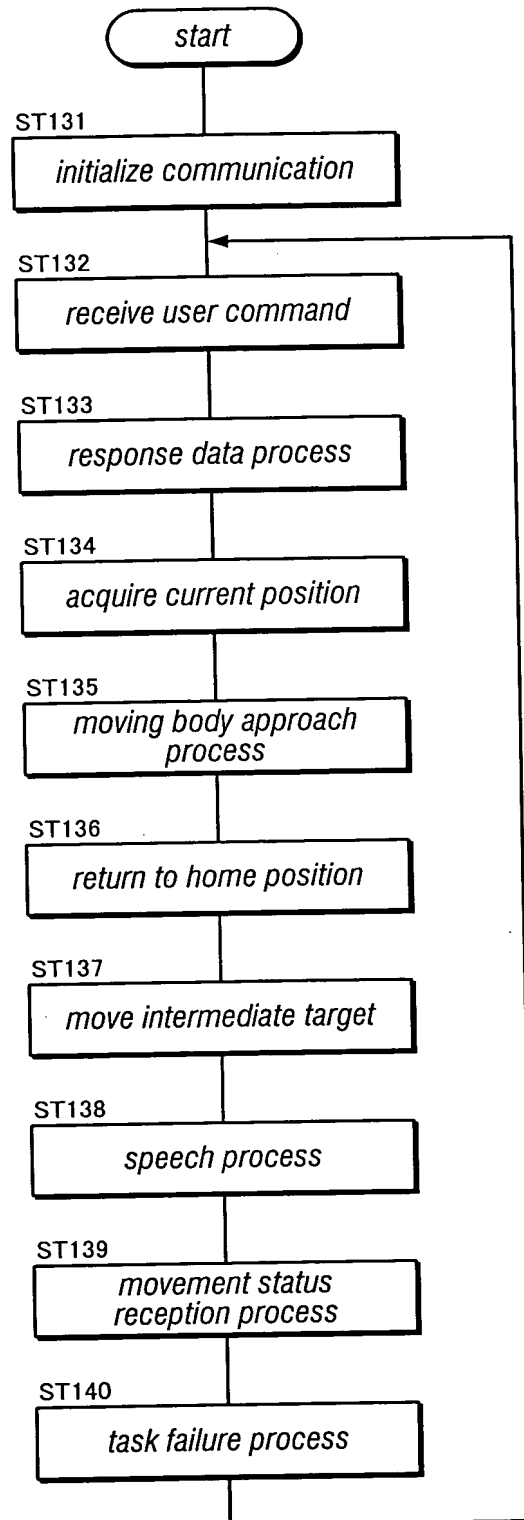 start
ST131
initialize communication
ST132
receive user command
ST133
response data process
ST134
acquire current position
ST135
moving body approach
process
ST136
return to home position
ST137
move intermediate target
ST138
speech process
ST139
movement status
reception process
ST140
task failure process